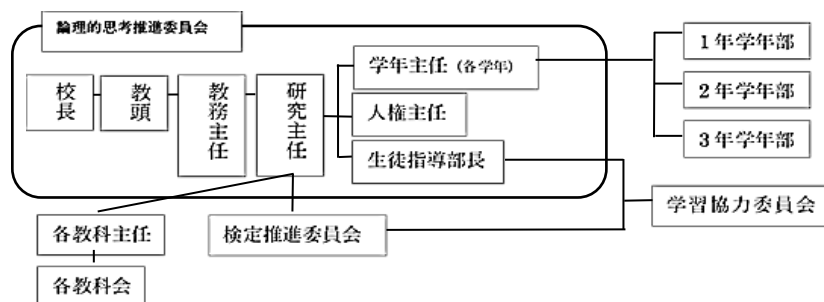 論理的思考推進委員会
校長
教頭
教務主任
研究主任
学年主任（各学年）
人権主任
生徒指導部長
1年学年部
2年学年部
3年学年部
学習協力委員会
各教科主任
検定推進委員会
各教科会